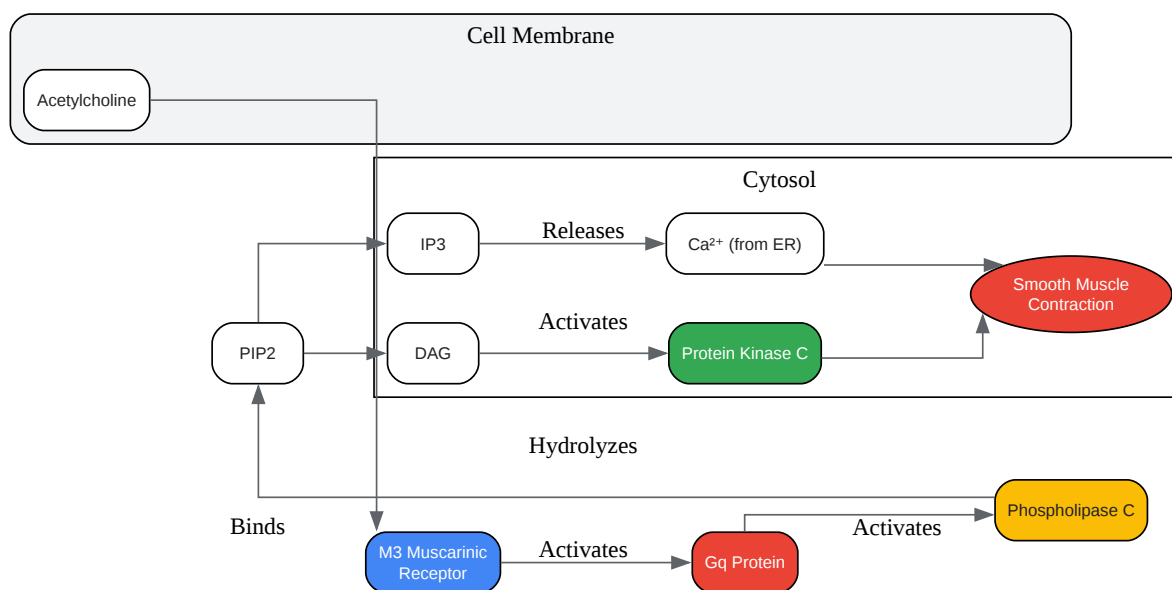 Cell Membrane
Acetylcholine
Cytosol
IP3
Releases
Ca²⁺ (from ER)
Smooth Muscle
Contraction
PIP2
DAG
Activates
Protein Kinase C
Hydrolyzes
Phospholipase C
Binds
Activates
M3 Muscarinic
Receptor
Activates
Gq Protein